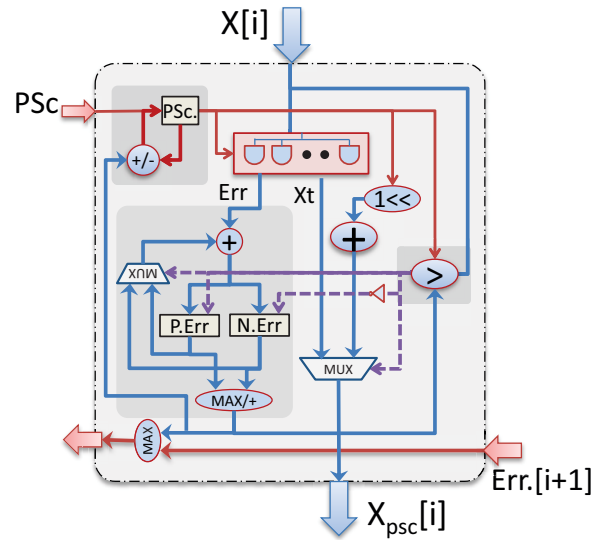 X[i]
PSc
PSc.
+/-
Err
Xt
1<<
+
+
MUX
>
P.Err
N.Err
MUX
MAX/+
MAX
Err.[i+1]
Xpsc[i]